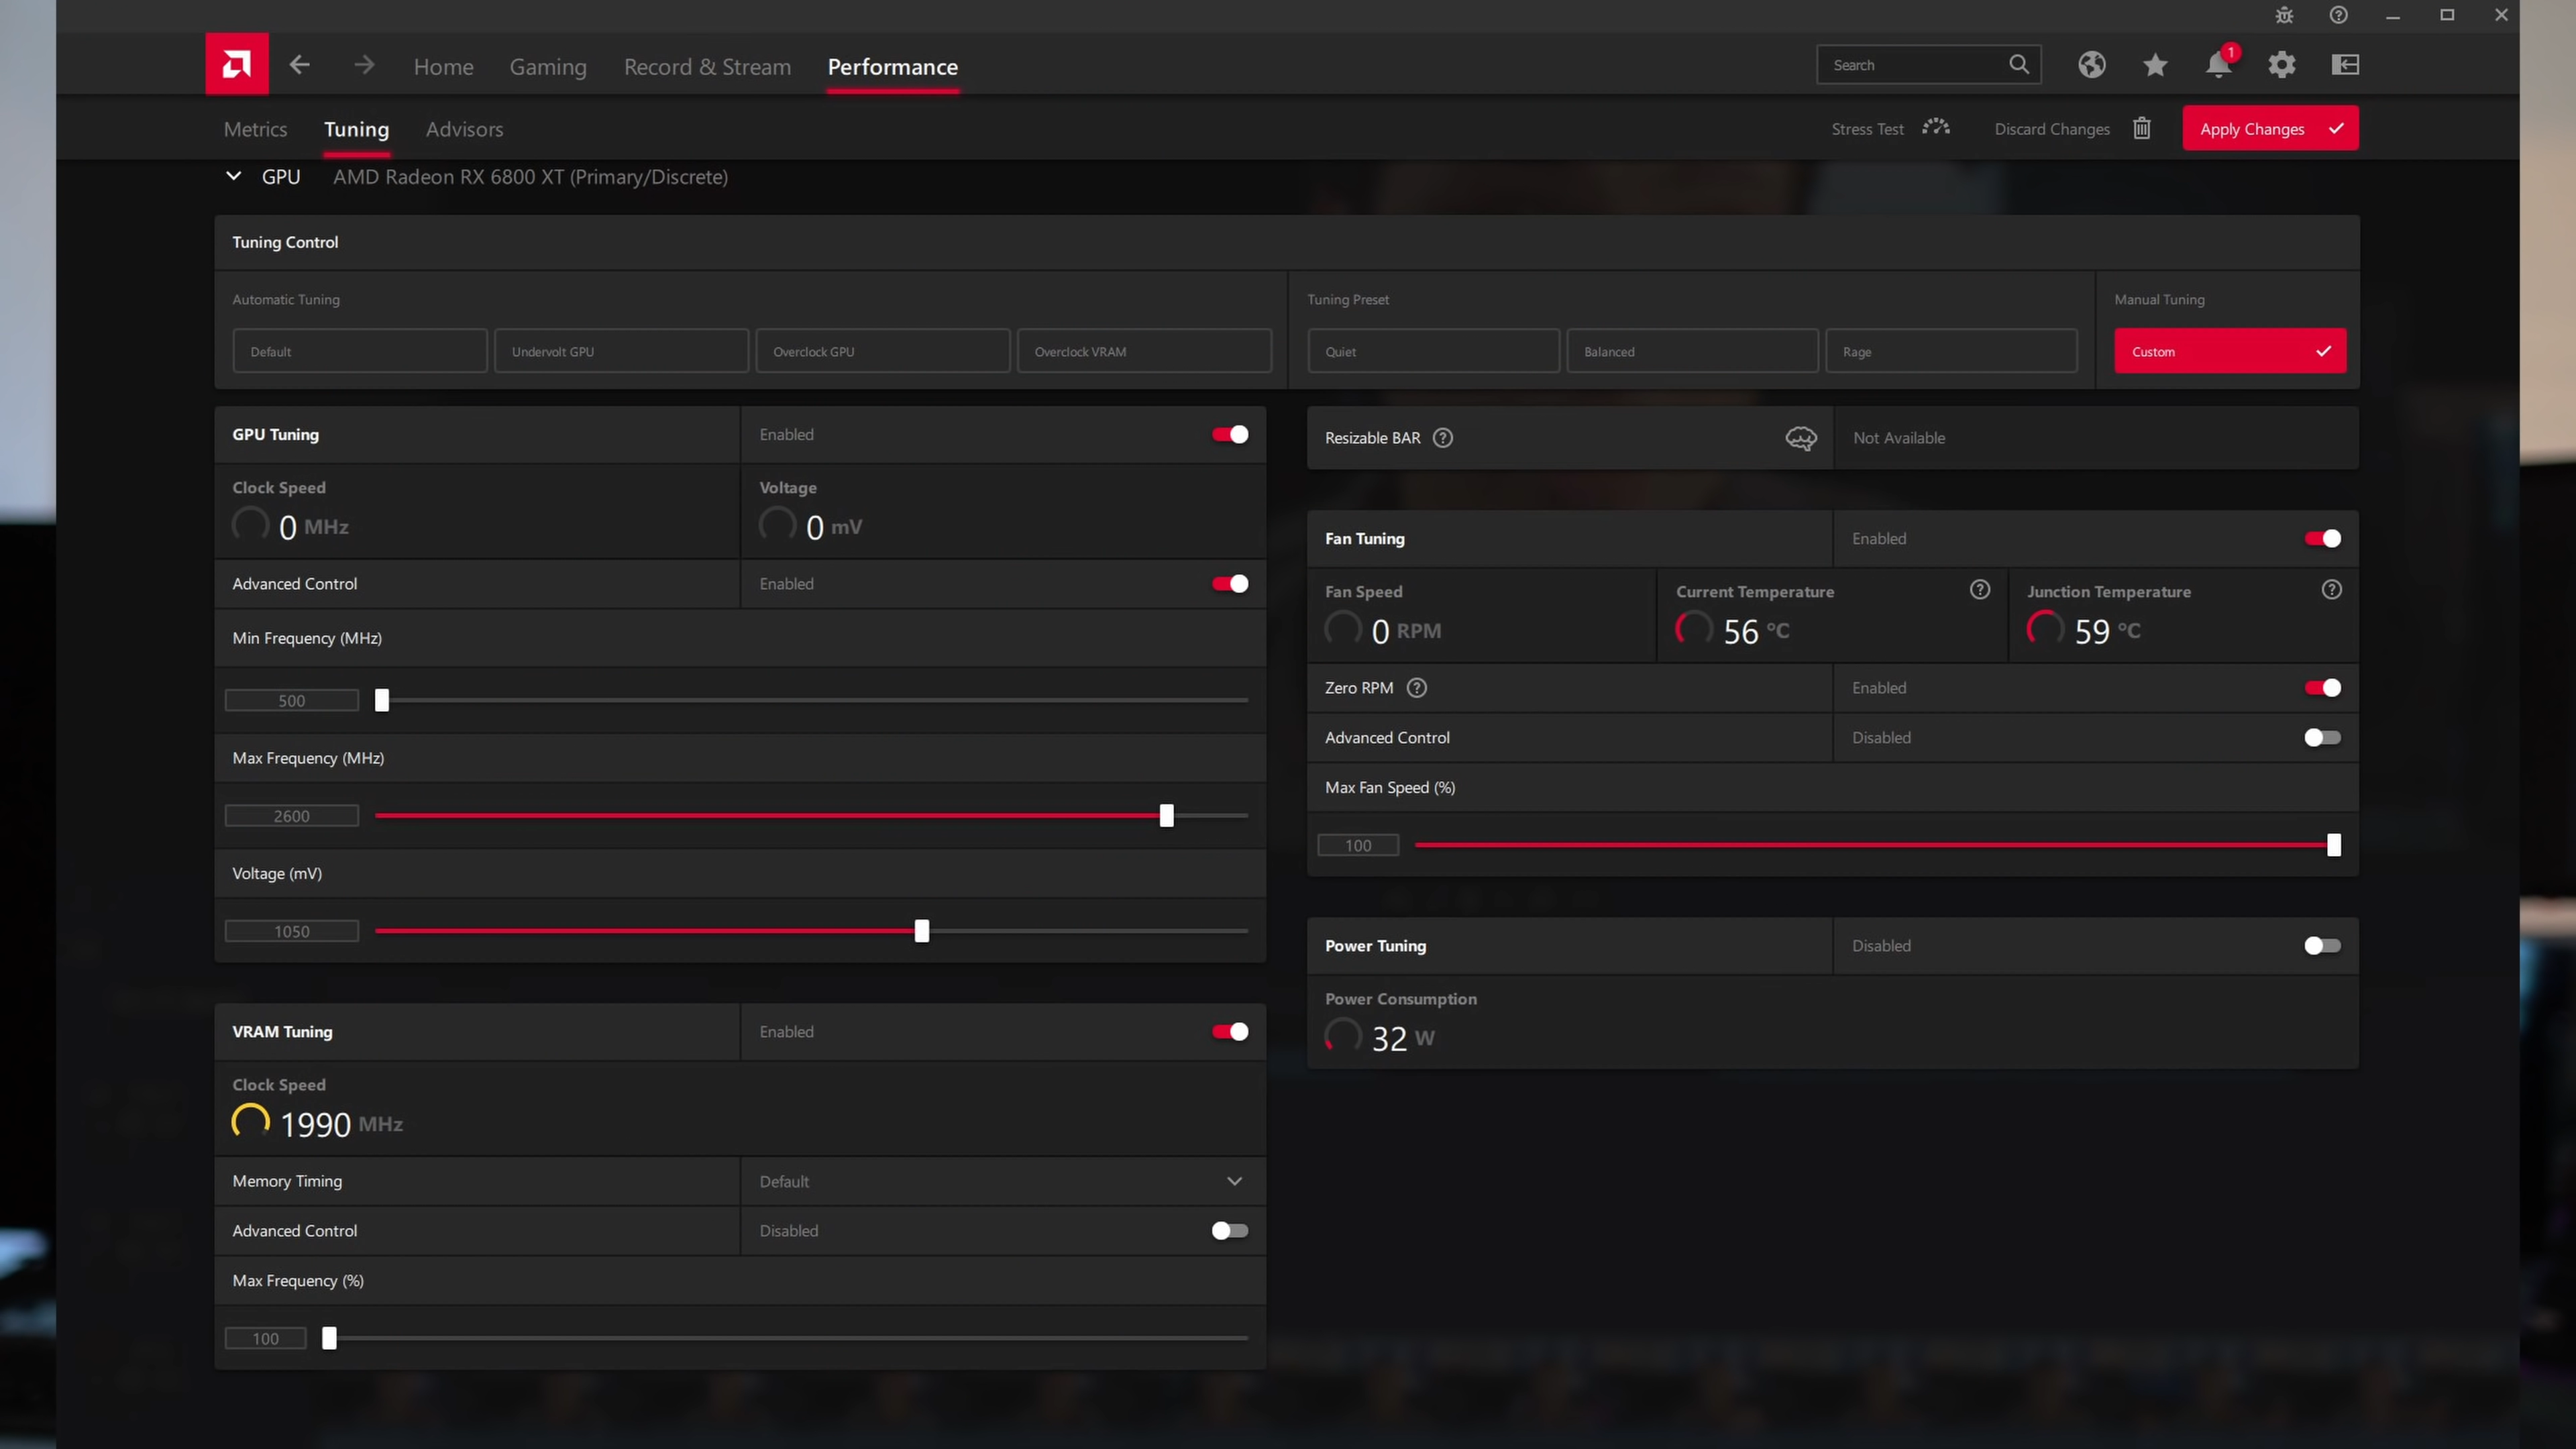 Home Gaming Record & Stream Performance
Search
1
Metrics Tuning Advisors
Stress Test Discard Changes Apply Changes
GPU AMD Radeon RX 6800 XT (Primary/Discrete)
Tuning Control
Automatic Tuning
Default Undervolt GPU Overclock GPU Overclock VRAM
Tuning Preset
Quiet Balanced Rage
Manual Tuning
Custom
GPU Tuning Enabled
Clock Speed Voltage
0 MHz 0 mV
Advanced Control Enabled
Min Frequency (MHz)
500
Max Frequency (MHz)
2600
Voltage (mV)
1050
VRAM Tuning Enabled
Clock Speed
1990 MHz
Memory Timing Default
Advanced Control Disabled
Max Frequency (%)
100
Resizable BAR ? Not Available
Fan Tuning Enabled
Fan Speed Current Temperature ? Junction Temperature ?
0 RPM 56 °C 59 °C
Zero RPM ? Enabled
Advanced Control Disabled
Max Fan Speed (%)
100
Power Tuning Disabled
Power Consumption
32 W